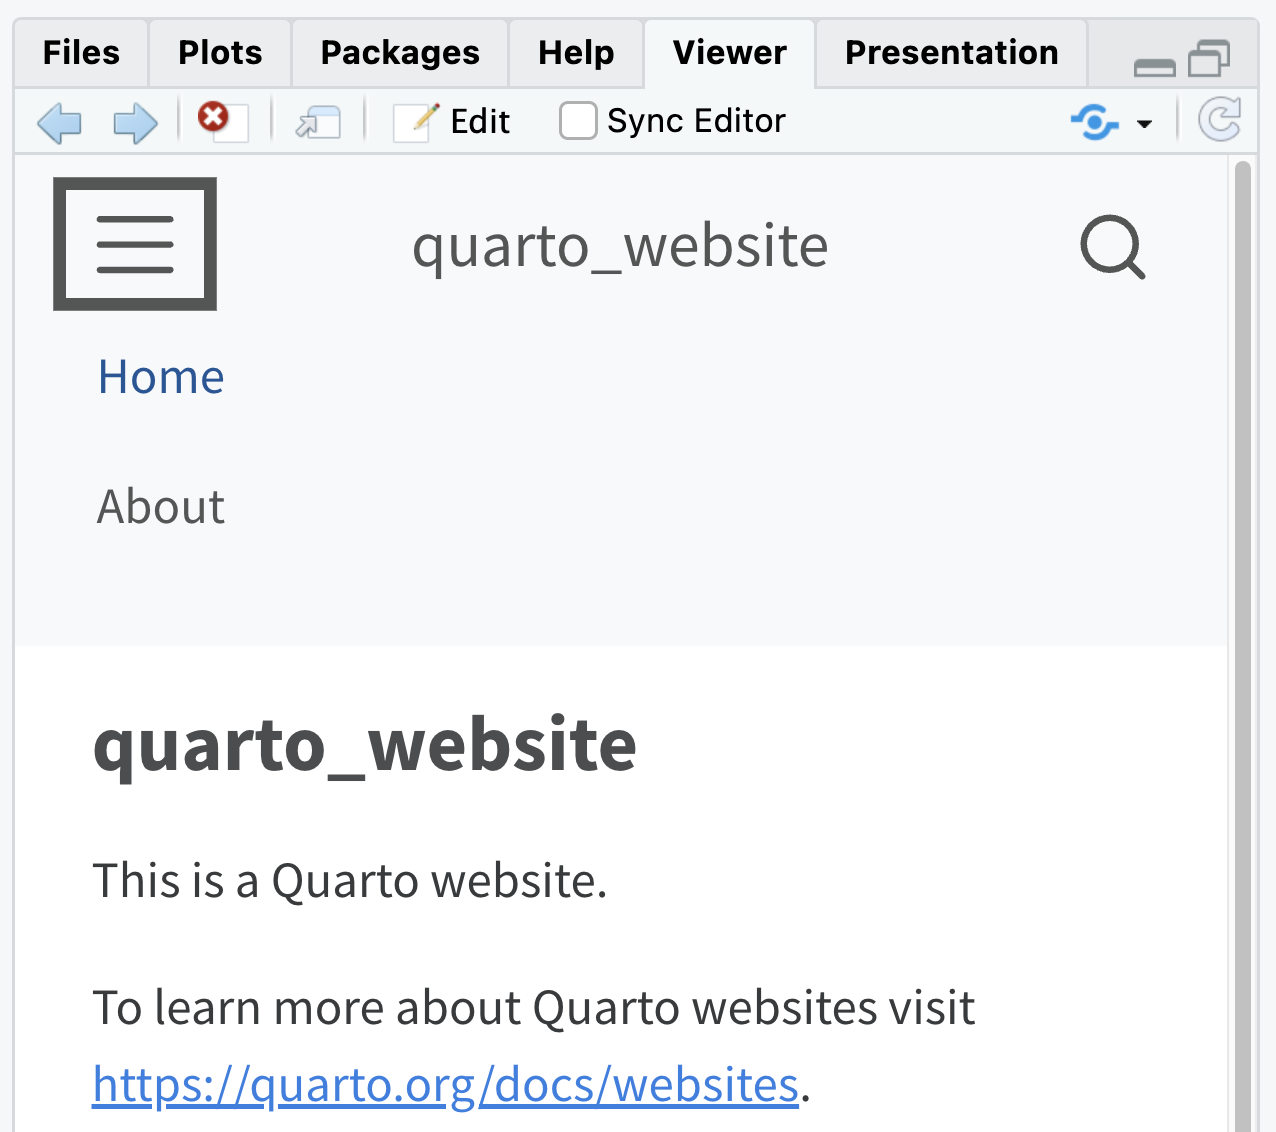 Files Plots Packages Help Viewer Presentation
Edit Sync Editor
quarto_website
Home
About
quarto_website
This is a Quarto website.
To learn more about Quarto websites visit
https://quarto.org/docs/websites.